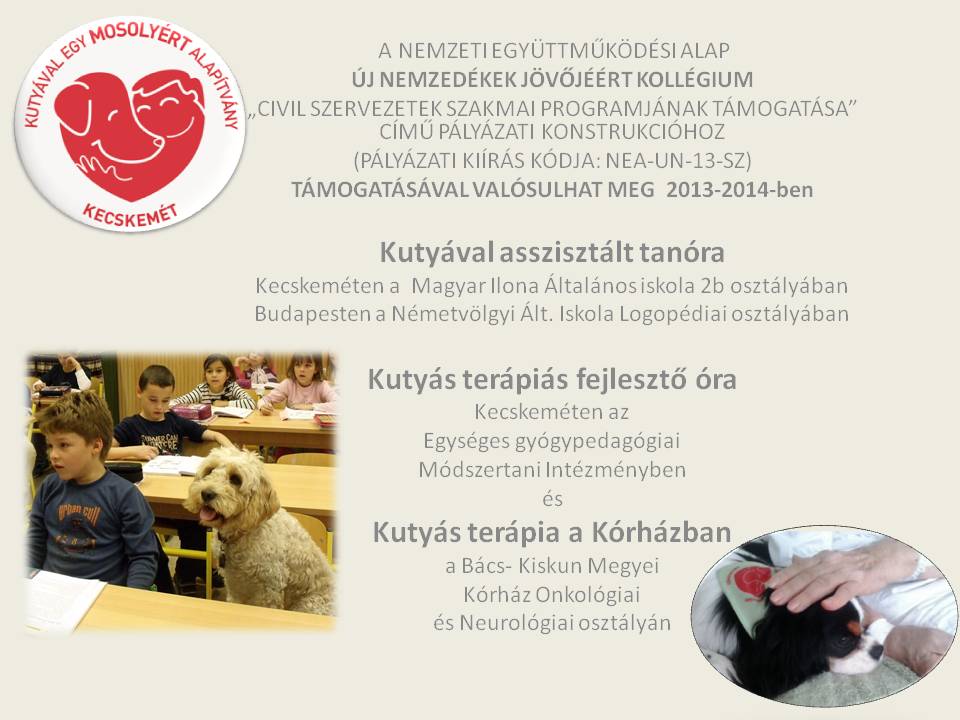 KUTYÁVAL EGY MOSOLYÉRT ALAPÍTVÁNY
KECSKEMÉT
A NEMZETI EGYÜTTMŰKÖDÉSI ALAP
ÚJ NEMZEDÉKEK JÖVŐJÉÉRT KOLLÉGIUM
„CIVIL SZERVEZETEK SZAKMAI PROGRAMJÁNAK TÁMOGATÁSA”
CÍMŰ PÁLYÁZATI KONSTRUKCIÓHOZ
(PÁLYÁZATI KIÍRÁS KÓDJA: NEA-UN-13-SZ)
TÁMOGATÁSÁVAL VALÓSULHAT MEG 2013-2014-ben
Kutyával asszisztált tanóra
Kecskeméten a Magyar Ilona Általános iskola 2b osztályában
Budapesten a Németvölgyi Ált. Iskola Logopédiai osztályában
Kutyás terápiás fejlesztő óra
Kecskeméten az
Egységes gyógypedagógiai
Módszertani Intézményben
és
Kutyás terápia a Kórházban
a Bács- Kiskun Megyei
Kórház Onkológiai
és Neurológiai osztályán
urban cult